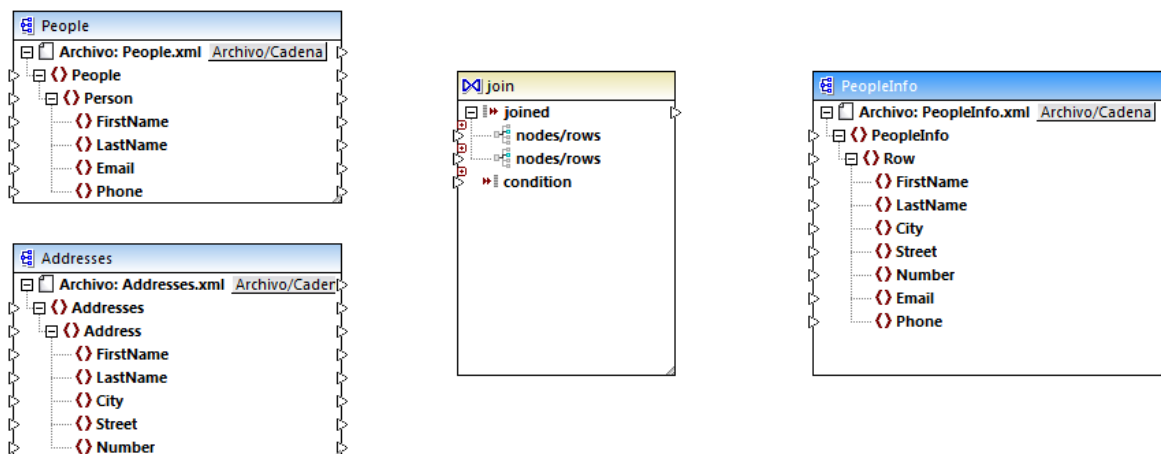 People
Archivo: People.xml Archivo/Cadena
People
Person
FirstName
LastName
Email
Phone
Addresses
Archivo: Addresses.xml Archivo/Cader
Addresses
Address
FirstName
LastName
City
Street
Number
join
joined
nodes/rows
nodes/rows
condition
PeopleInfo
Archivo: PeopleInfo.xml Archivo/Cadena
PeopleInfo
Row
FirstName
LastName
City
Street
Number
Email
Phone